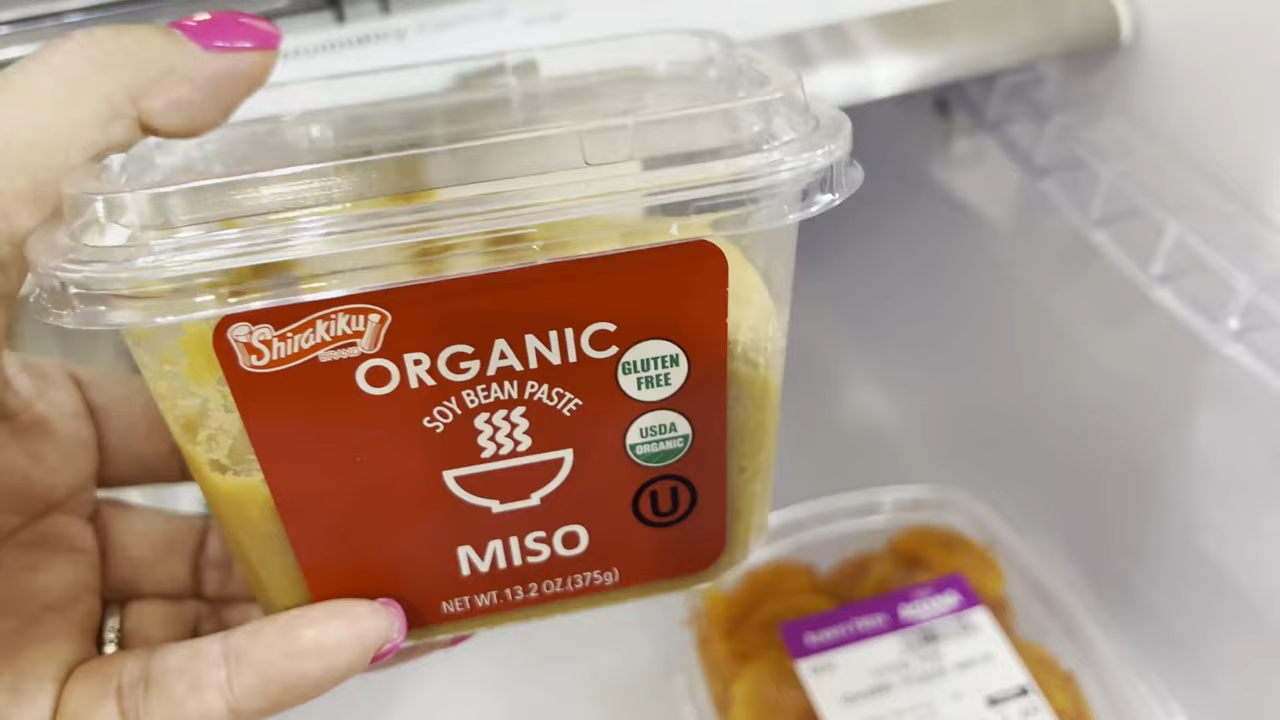 Shirakiku
BRAND
ORGANIC
SOY BEAN PASTE
MISO
NET WT. 13.2 OZ.(375g)
GLUTEN
FREE
USDA
ORGANIC
U